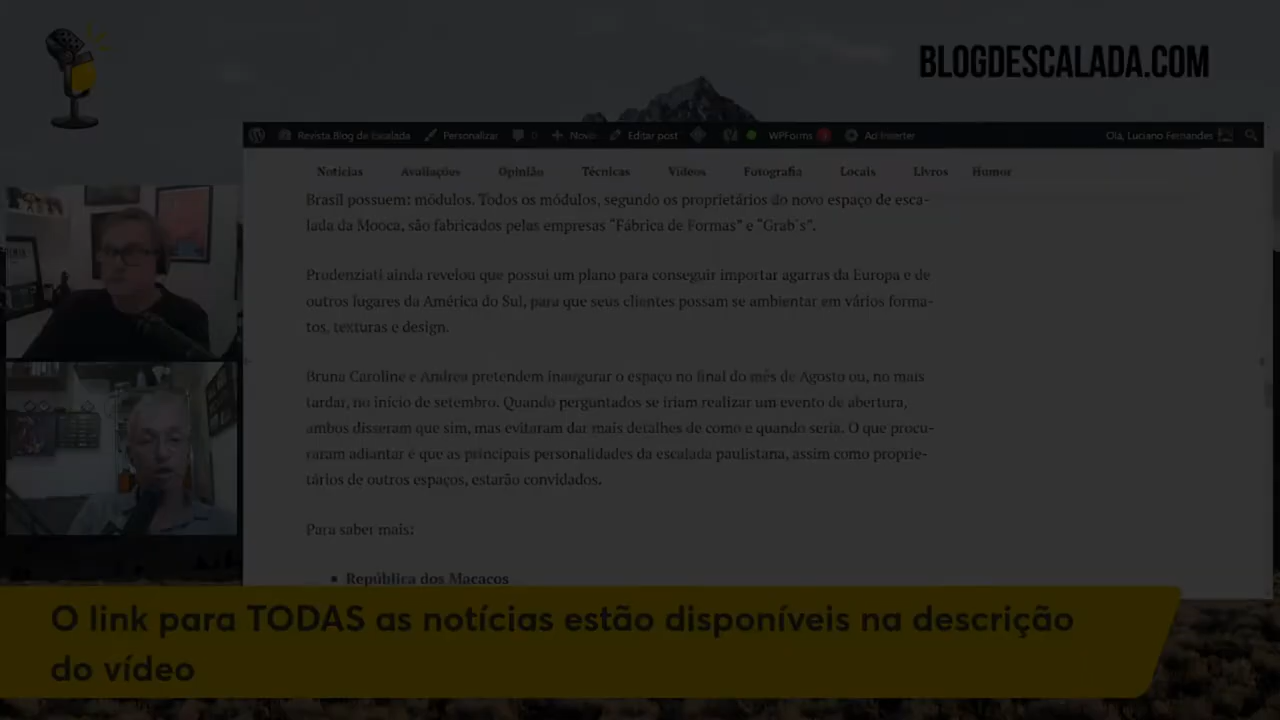 BLOGDESCALADA.COM
Revista Blog de Escalada Personalizar 0 Novo Editar post WPForms 3 Ad Inserter Olá, Luciano Fernandes
Notícias Avaliações Opinião Técnicas Vídeos Fotografia Locais Livros Humor
Brasil possuem: módulos. Todos os módulos, segundo os proprietários do novo espaço de esca-
lada da Mooca, são fabricados pelas empresas “Fábrica de Formas” e “Grab´s”.
Prudenziati ainda revelou que possui um plano para conseguir importar agarras da Europa e de
outros lugares da América do Sul, para que seus clientes possam se ambientar em vários forma-
tos, texturas e design.
Bruna Caroline e Andrea pretendem inaugurar o espaço no final do mês de Agosto ou, no mais
tardar, no início de setembro. Quando perguntados se iriam realizar um evento de abertura,
ambos disseram que sim, mas evitaram dar mais detalhes de como e quando seria. O que procu-
raram adiantar é que as principais personalidades da escalada paulistana, assim como proprie-
tários de outros espaços, estarão convidados.
Para saber mais:
República dos Macacos
O link para TODAS as notícias estão disponíveis na descrição
do vídeo